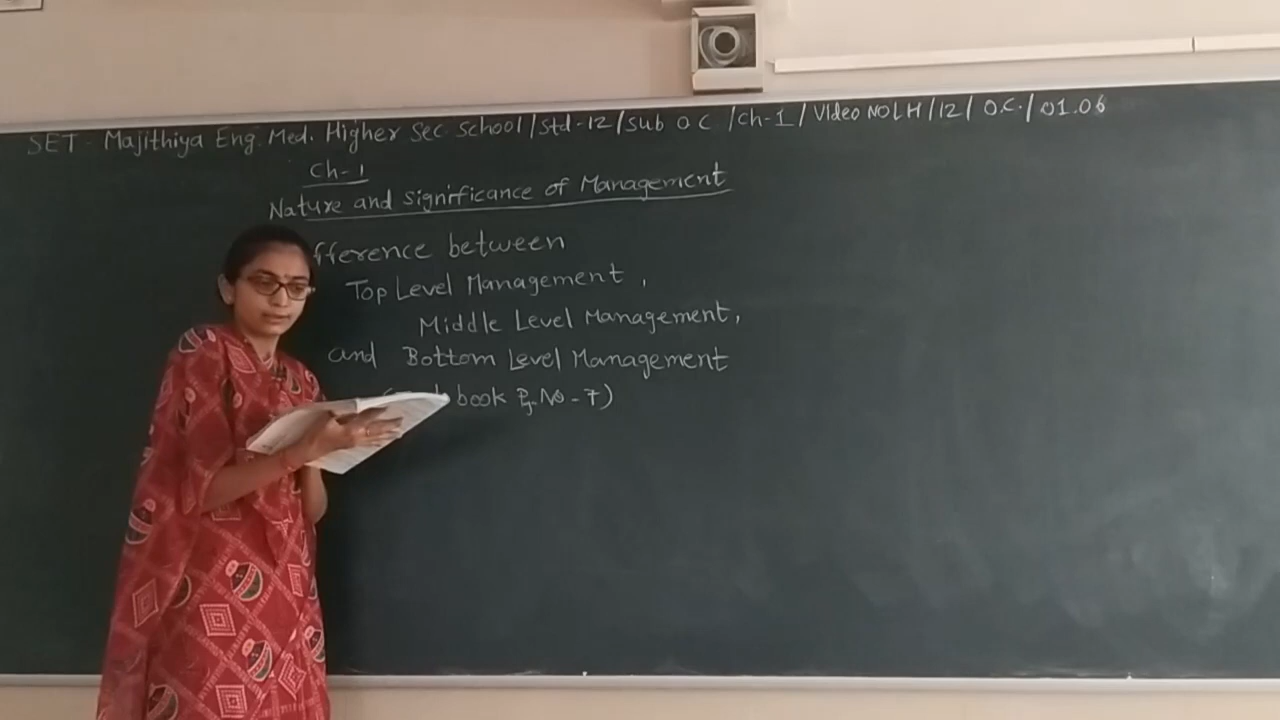 SET - Majithiya Eng. Med. Higher Sec School / Std-12 / Sub O C / Ch-1 / Video NO LH / 12 / O.C. / 01.06
Ch-1
Nature and Significance of Management
fference between
Top Level Management ,
Middle Level Management,
and Bottom Level Management
book Pg. No - 7)